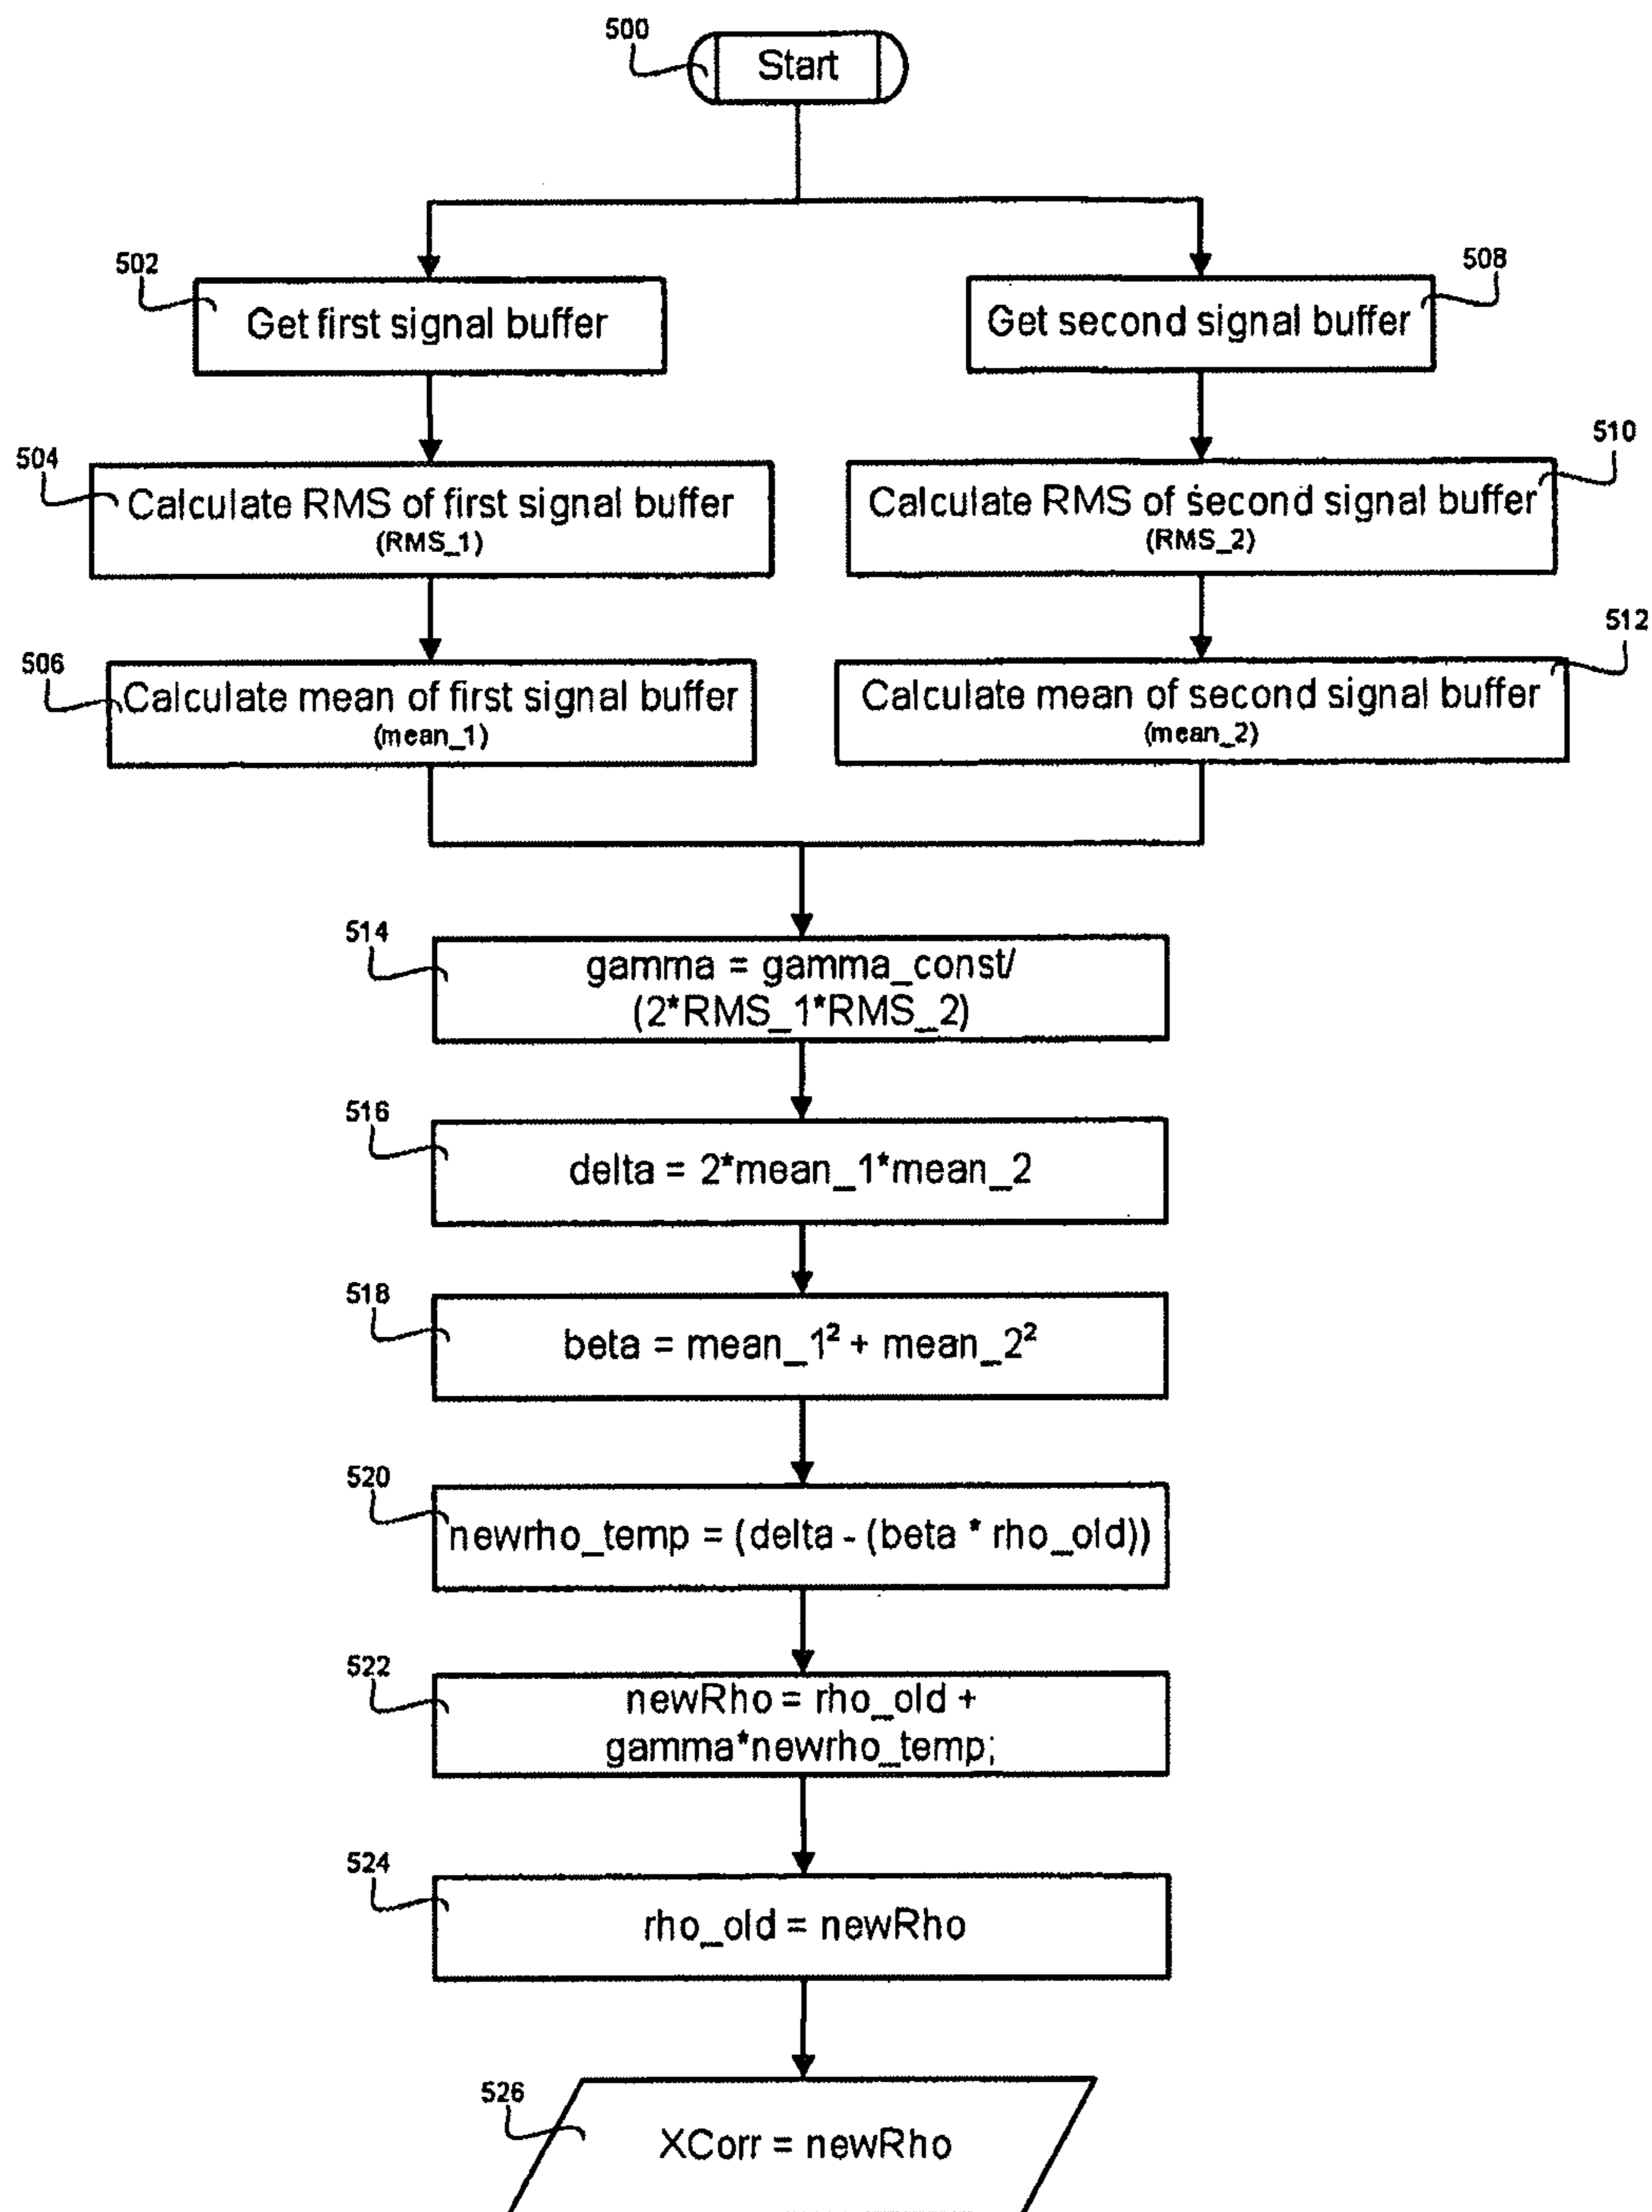 500
Start
502
Get first signal buffer
508
Get second signal buffer
504
Calculate RMS of first signal buffer
(RMS_1)
510
Calculate RMS of second signal buffer
(RMS_2)
506
Calculate mean of first signal buffer
(mean_1)
512
Calculate mean of second signal buffer
(mean_2)
514
gamma = gamma_const/
(2*RMS_1*RMS_2)
516
delta = 2*mean_1*mean_2
518
beta = mean_1² + mean_2²
520
newrho_temp = (delta - (beta * rho_old))
522
newRho = rho_old +
gamma*newrho_temp;
524
rho_old = newRho
526
XCorr = newRho